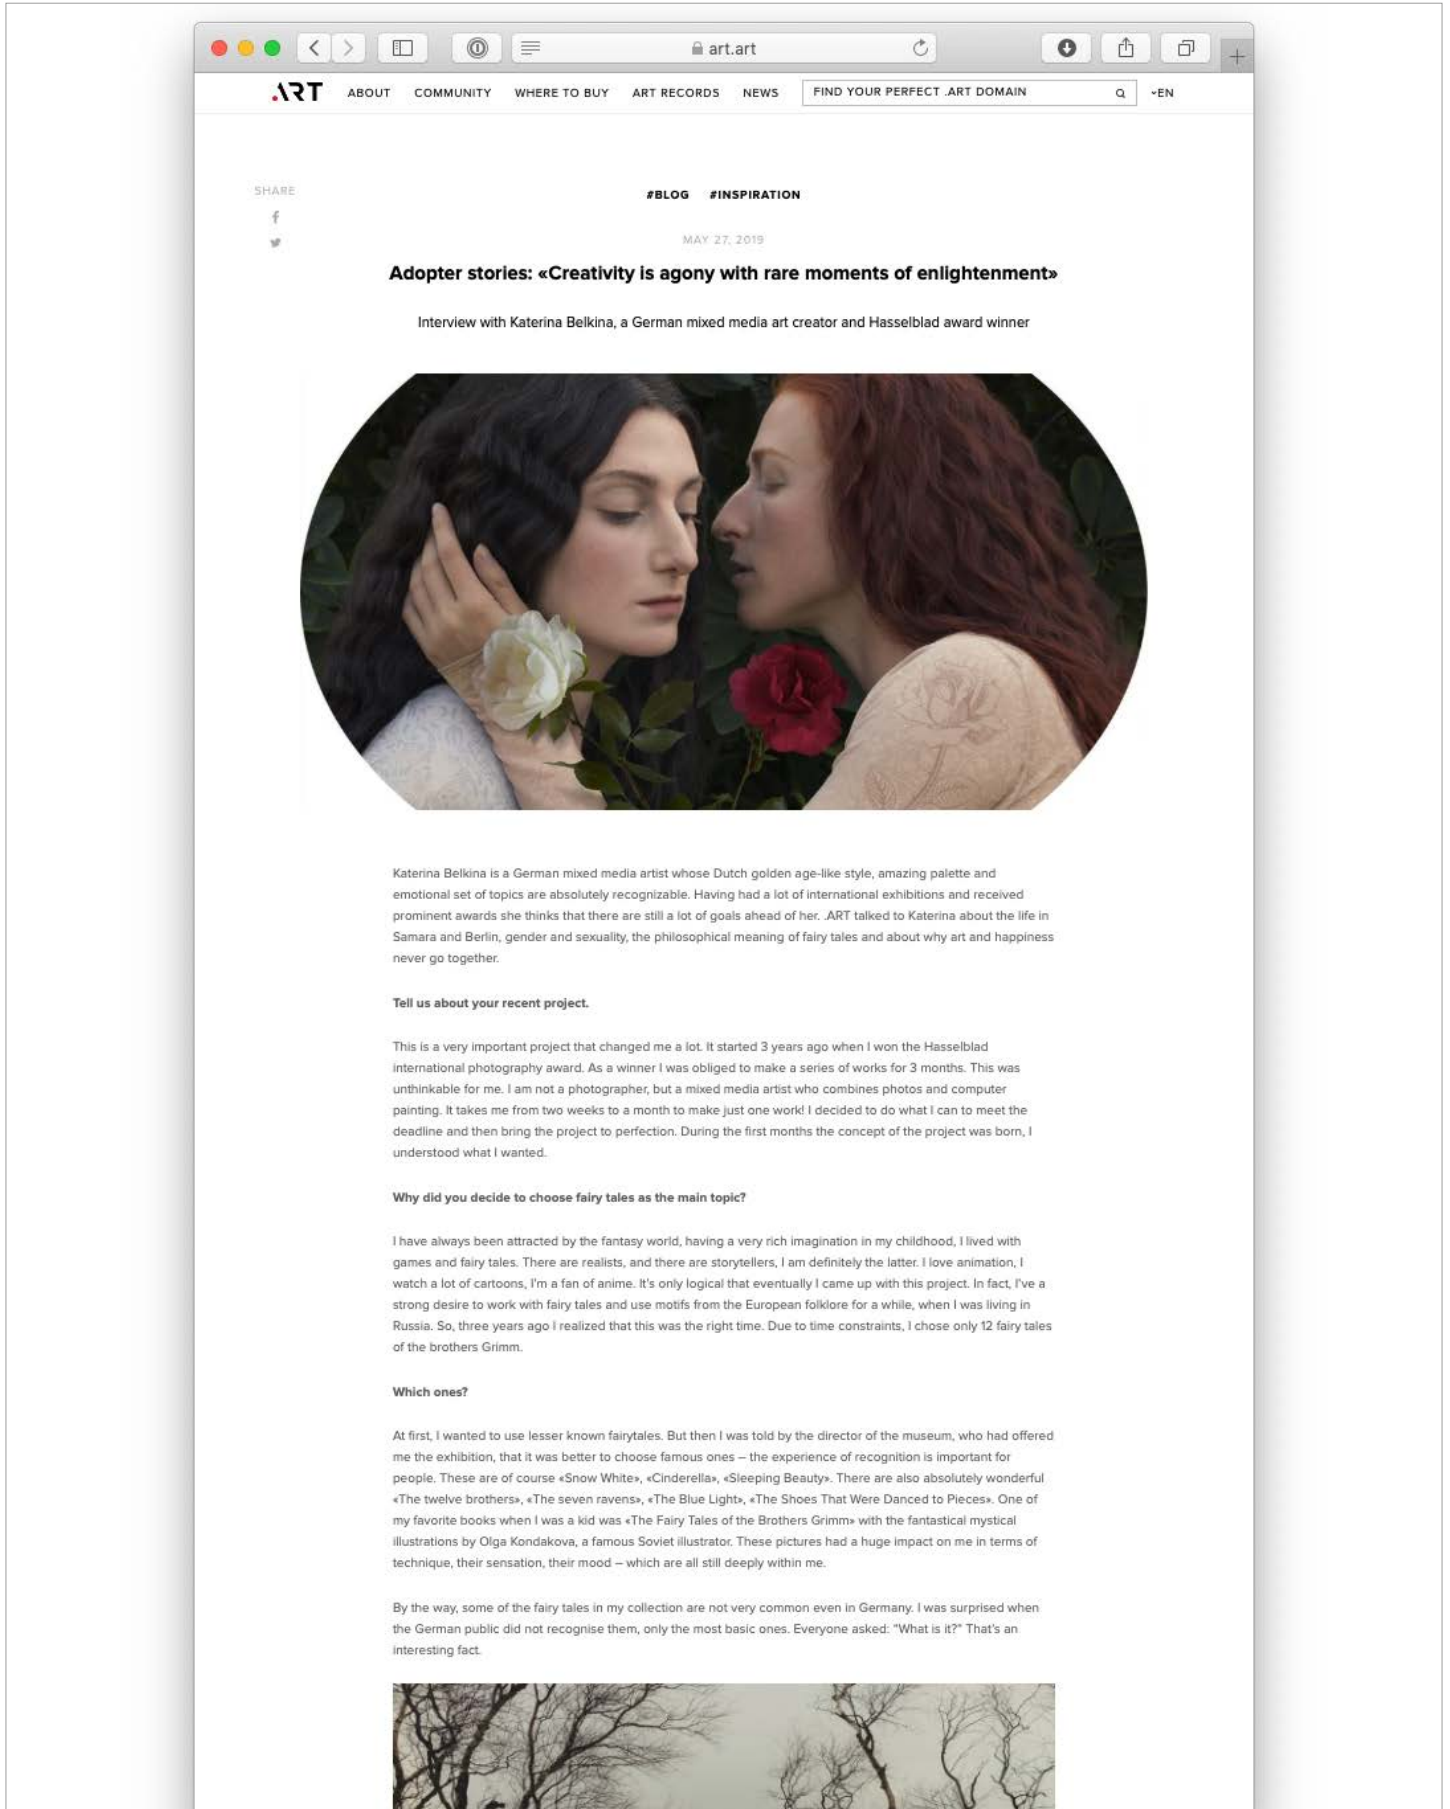 art.art
.ART ABOUT COMMUNITY WHERE TO BUY ART RECORDS NEWS FIND YOUR PERFECT .ART DOMAIN EN
SHARE
#BLOG #INSPIRATION
MAY 27, 2019
Adopter stories: «Creativity is agony with rare moments of enlightenment»
Interview with Katerina Belkina, a German mixed media art creator and Hasselblad award winner
Katerina Belkina is a German mixed media artist whose Dutch golden age-like style, amazing palette and
emotional set of topics are absolutely recognizable. Having had a lot of international exhibitions and received
prominent awards she thinks that there are still a lot of goals ahead of her. .ART talked to Katerina about the life in
Samara and Berlin, gender and sexuality, the philosophical meaning of fairy tales and about why art and happiness
never go together.
Tell us about your recent project.
This is a very important project that changed me a lot. It started 3 years ago when I won the Hasselblad
international photography award. As a winner I was obliged to make a series of works for 3 months. This was
unthinkable for me. I am not a photographer, but a mixed media artist who combines photos and computer
painting. It takes me from two weeks to a month to make just one work! I decided to do what I can to meet the
deadline and then bring the project to perfection. During the first months the concept of the project was born, I
understood what I wanted.
Why did you decide to choose fairy tales as the main topic?
I have always been attracted by the fantasy world, having a very rich imagination in my childhood, I lived with
games and fairy tales. There are realists, and there are storytellers, I am definitely the latter. I love animation, I
watch a lot of cartoons, I'm a fan of anime. It's only logical that eventually I came up with this project. In fact, I've a
strong desire to work with fairy tales and use motifs from the European folklore for a while, when I was living in
Russia. So, three years ago I realized that this was the right time. Due to time constraints, I chose only 12 fairy tales
of the brothers Grimm.
Which ones?
At first, I wanted to use lesser known fairytales. But then I was told by the director of the museum, who had offered
me the exhibition, that it was better to choose famous ones – the experience of recognition is important for
people. These are of course «Snow White», «Cinderella», «Sleeping Beauty». There are also absolutely wonderful
«The twelve brothers», «The seven ravens», «The Blue Light», «The Shoes That Were Danced to Pieces». One of
my favorite books when I was a kid was «The Fairy Tales of the Brothers Grimm» with the fantastical mystical
illustrations by Olga Kondakova, a famous Soviet illustrator. These pictures had a huge impact on me in terms of
technique, their sensation, their mood – which are all still deeply within me.
By the way, some of the fairy tales in my collection are not very common even in Germany. I was surprised when
the German public did not recognise them, only the most basic ones. Everyone asked: "What is it?" That's an
interesting fact.